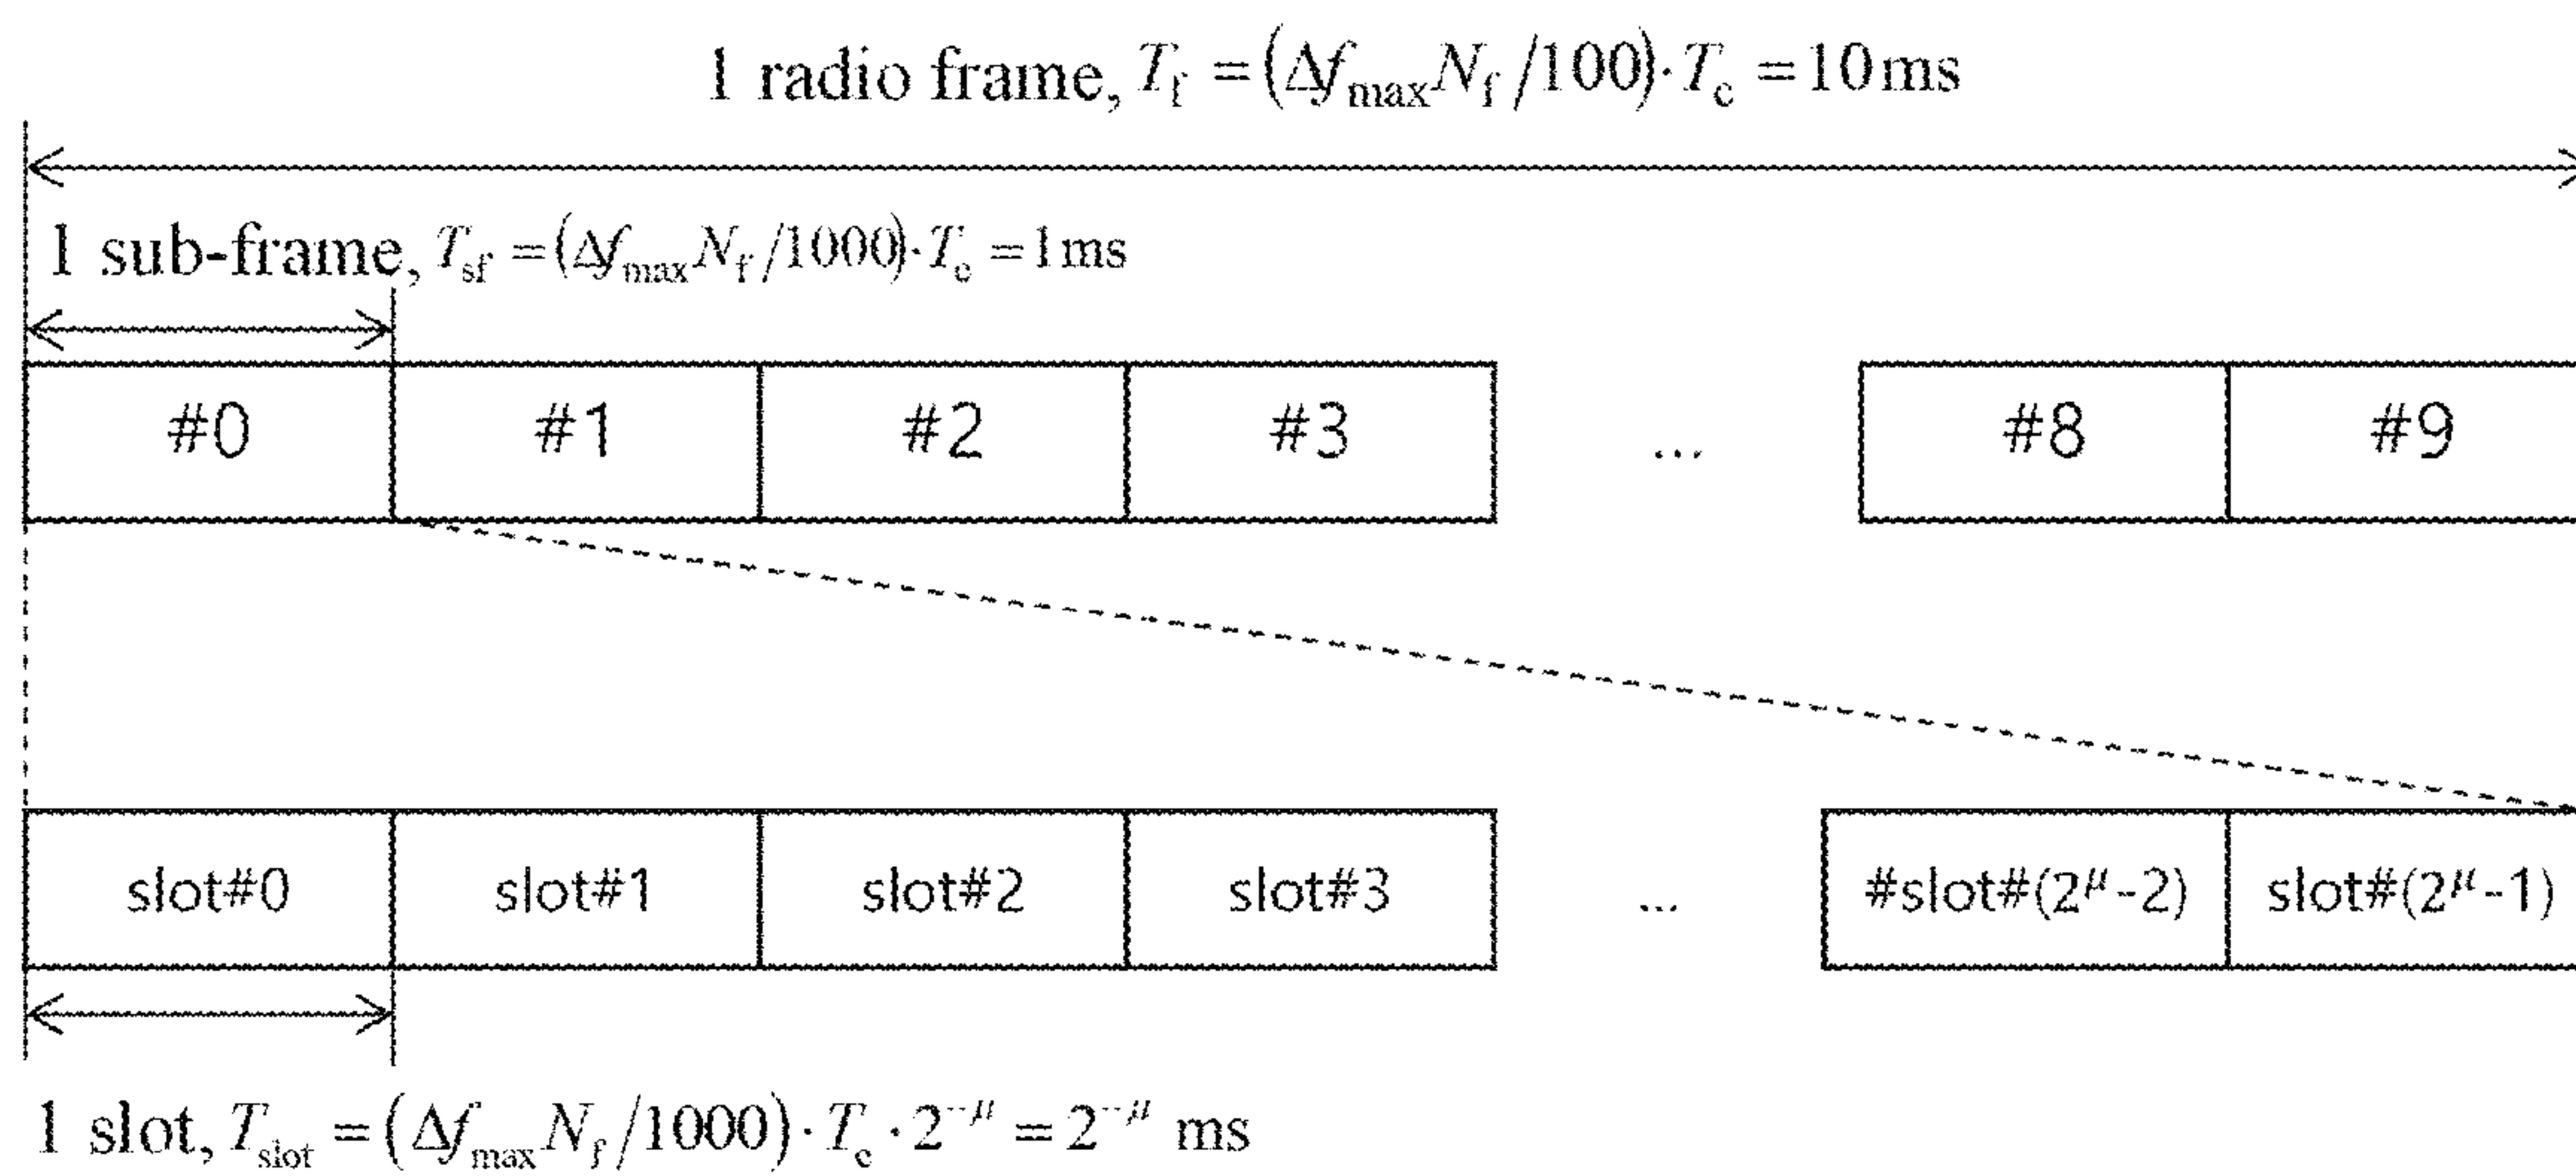 1 radio frame, T_f = (Δf_max N_f /100)· T_c = 10 ms
1 sub-frame, T_sf = (Δf_max N_f /1000)· T_c = 1 ms
#0 #1 #2 #3 ... #8 #9
slot#0 slot#1 slot#2 slot#3 ... #slot#(2^μ-2) slot#(2^μ-1)
1 slot, T_slot = (Δf_max N_f /1000)· T_c · 2^-μ = 2^-μ ms